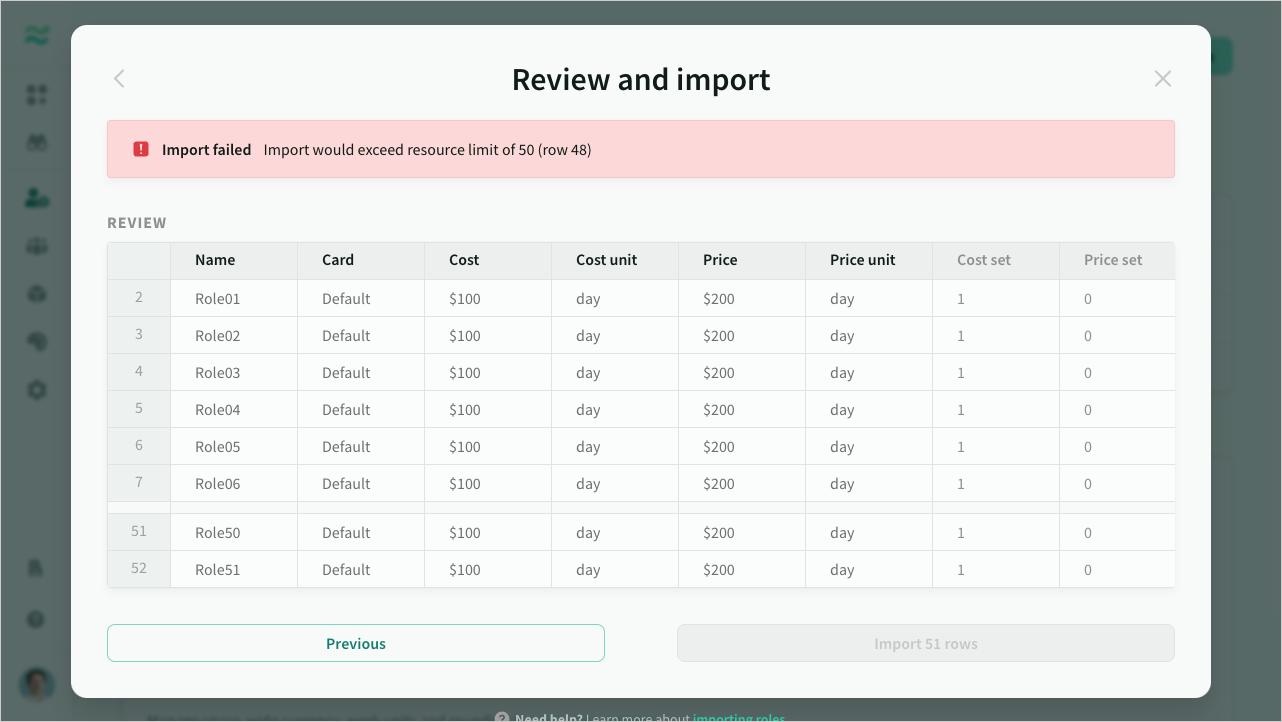 Review and import
Import failed Import would exceed resource limit of 50 (row 48)
REVIEW
Name Card Cost Cost unit Price Price unit Cost set Price set
2 Role01 Default $100 day $200 day 1 0
3 Role02 Default $100 day $200 day 1 0
4 Role03 Default $100 day $200 day 1 0
5 Role04 Default $100 day $200 day 1 0
6 Role05 Default $100 day $200 day 1 0
7 Role06 Default $100 day $200 day 1 0
51 Role50 Default $100 day $200 day 1 0
52 Role51 Default $100 day $200 day 1 0
Previous Import 51 rows
Need help? Learn more about importing roles